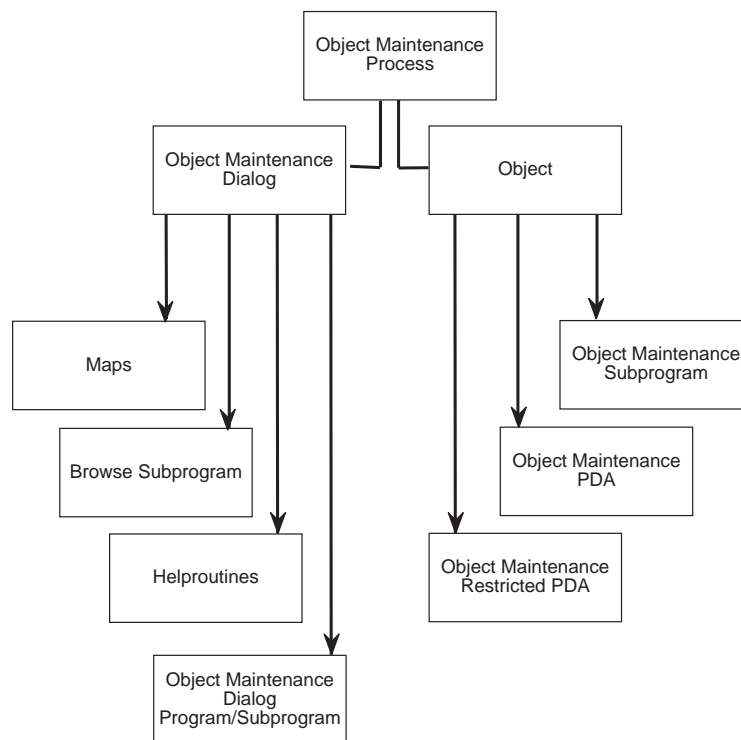 Object Maintenance
Process
Object Maintenance
Dialog
Object
Maps
Object Maintenance
Subprogram
Browse Subprogram
Object Maintenance
PDA
Helproutines
Object Maintenance
Restricted PDA
Object Maintenance
Dialog
Program/Subprogram